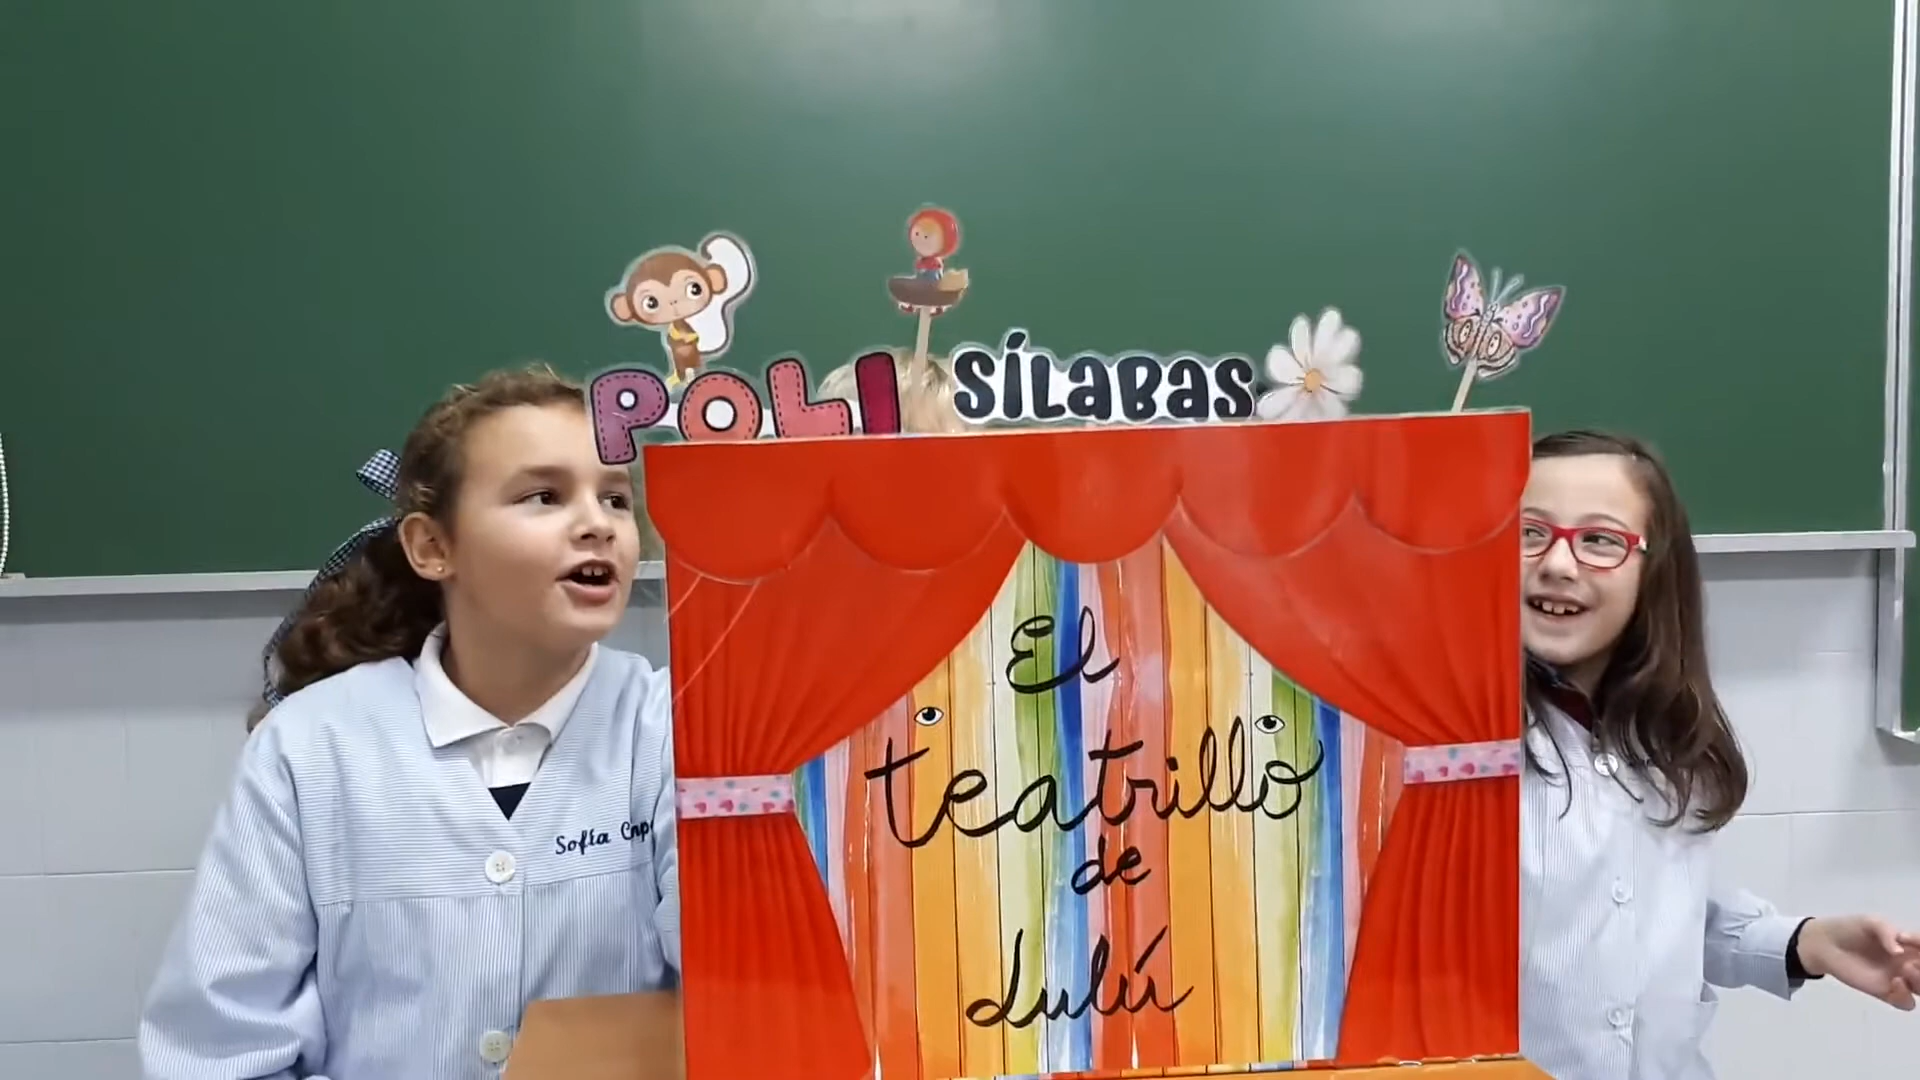 POLI SÍLABAS
El
teatrillo
de
Lulú
Sofía